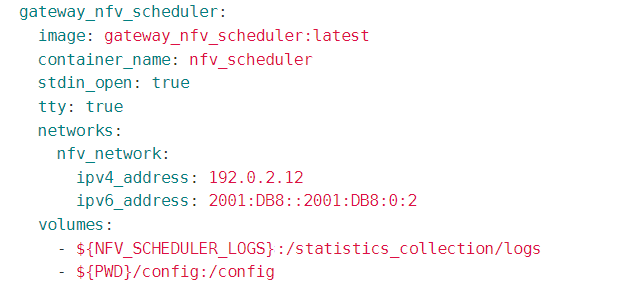 gateway_nfv_scheduler:
  image: gateway_nfv_scheduler:latest
  container_name: nfv_scheduler
  stdin_open: true
  tty: true
  networks:
    nfv_network:
      ipv4_address: 192.0.2.12
      ipv6_address: 2001:DB8::2001:DB8:0:2
  volumes:
    - ${NFV_SCHEDULER_LOGS}:/statistics_collection/logs
    - ${PWD}/config:/config